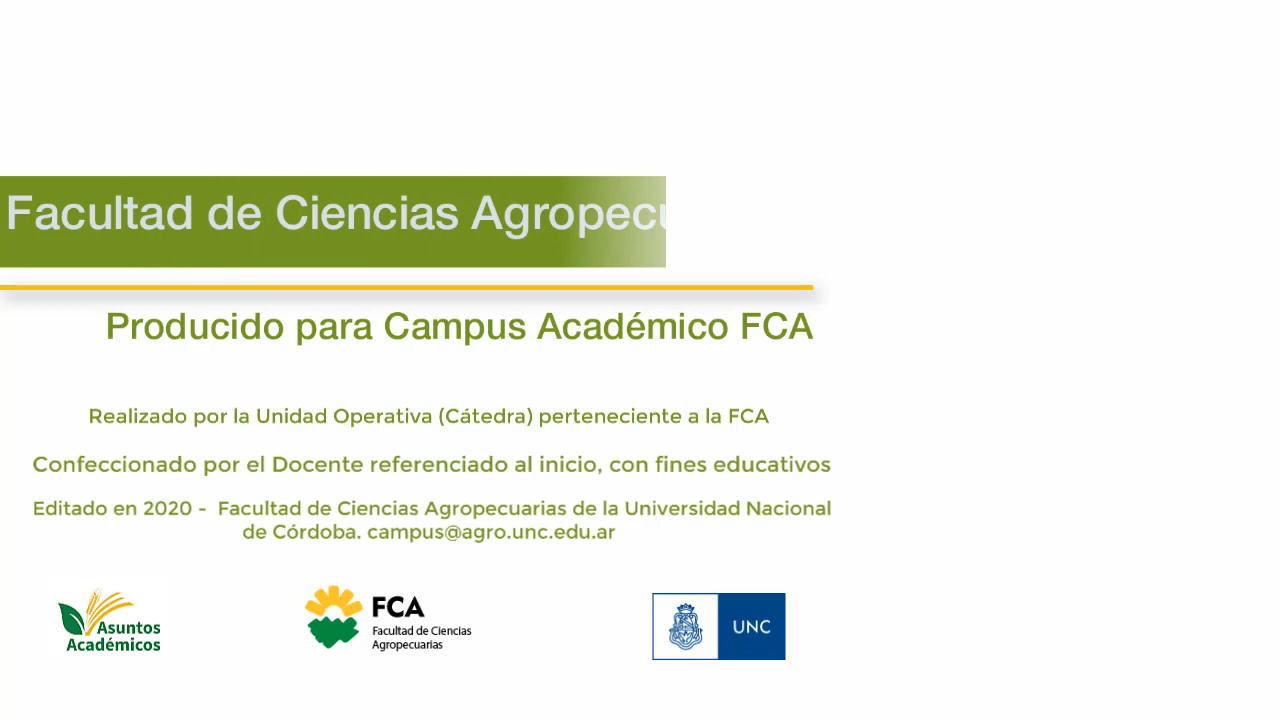 Facultad de Ciencias Agropecu
Producido para Campus Académico FCA
Realizado por la Unidad Operativa (Cátedra) perteneciente a la FCA
Confeccionado por el Docente referenciado al inicio, con fines educativos
Editado en 2020 -  Facultad de Ciencias Agropecuarias de la Universidad Nacional
de Córdoba. campus@agro.unc.edu.ar
Asuntos
Académicos
FCA
Facultad de Ciencias
Agropecuarias
UNC